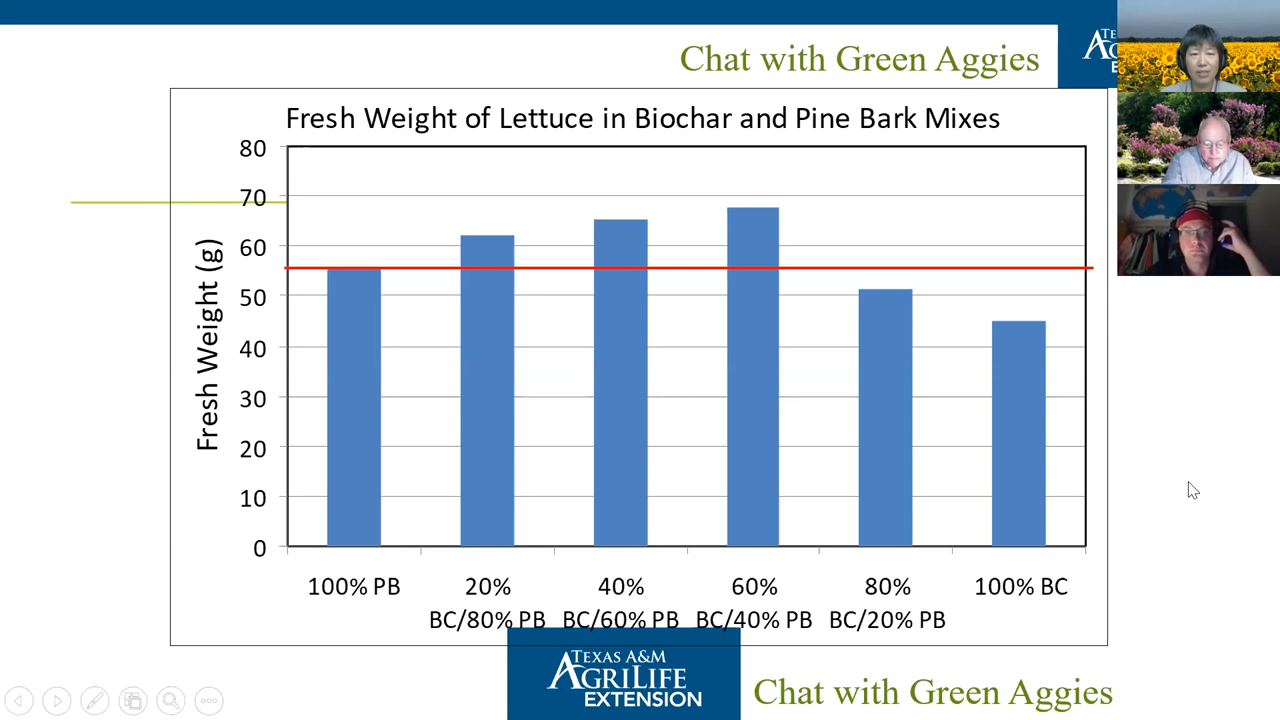 Chat with Green Aggies
TE
A
Fresh Weight of Lettuce in Biochar and Pine Bark Mixes
80
70
60
50
40
30
20
10
0
Fresh Weight (g)
100% PB
20%
BC/80% PB
40%
BC/60% PB
60%
BC/40% PB
80%
BC/20% PB
100% BC
TEXAS A&M
AGRILIFE
EXTENSION
Chat with Green Aggies